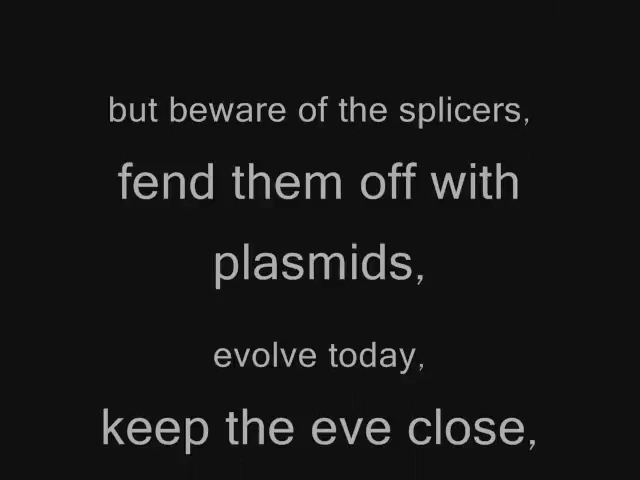 but beware of the splicers,
fend them off with
plasmids,
evolve today,
keep the eve close,